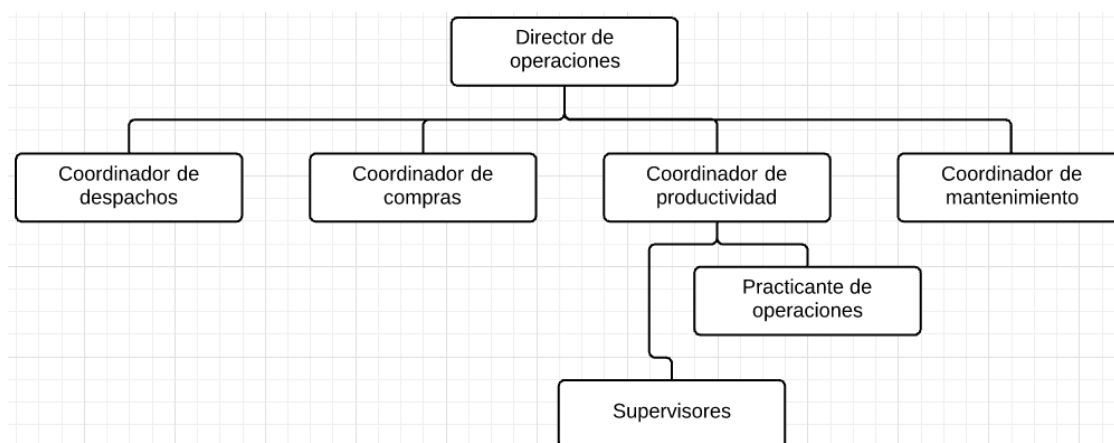 Director de
operaciones
Coordinador de
despachos
Coordinador de
compras
Coordinador de
productividad
Coordinador de
mantenimiento
Practicante de
operaciones
Supervisores